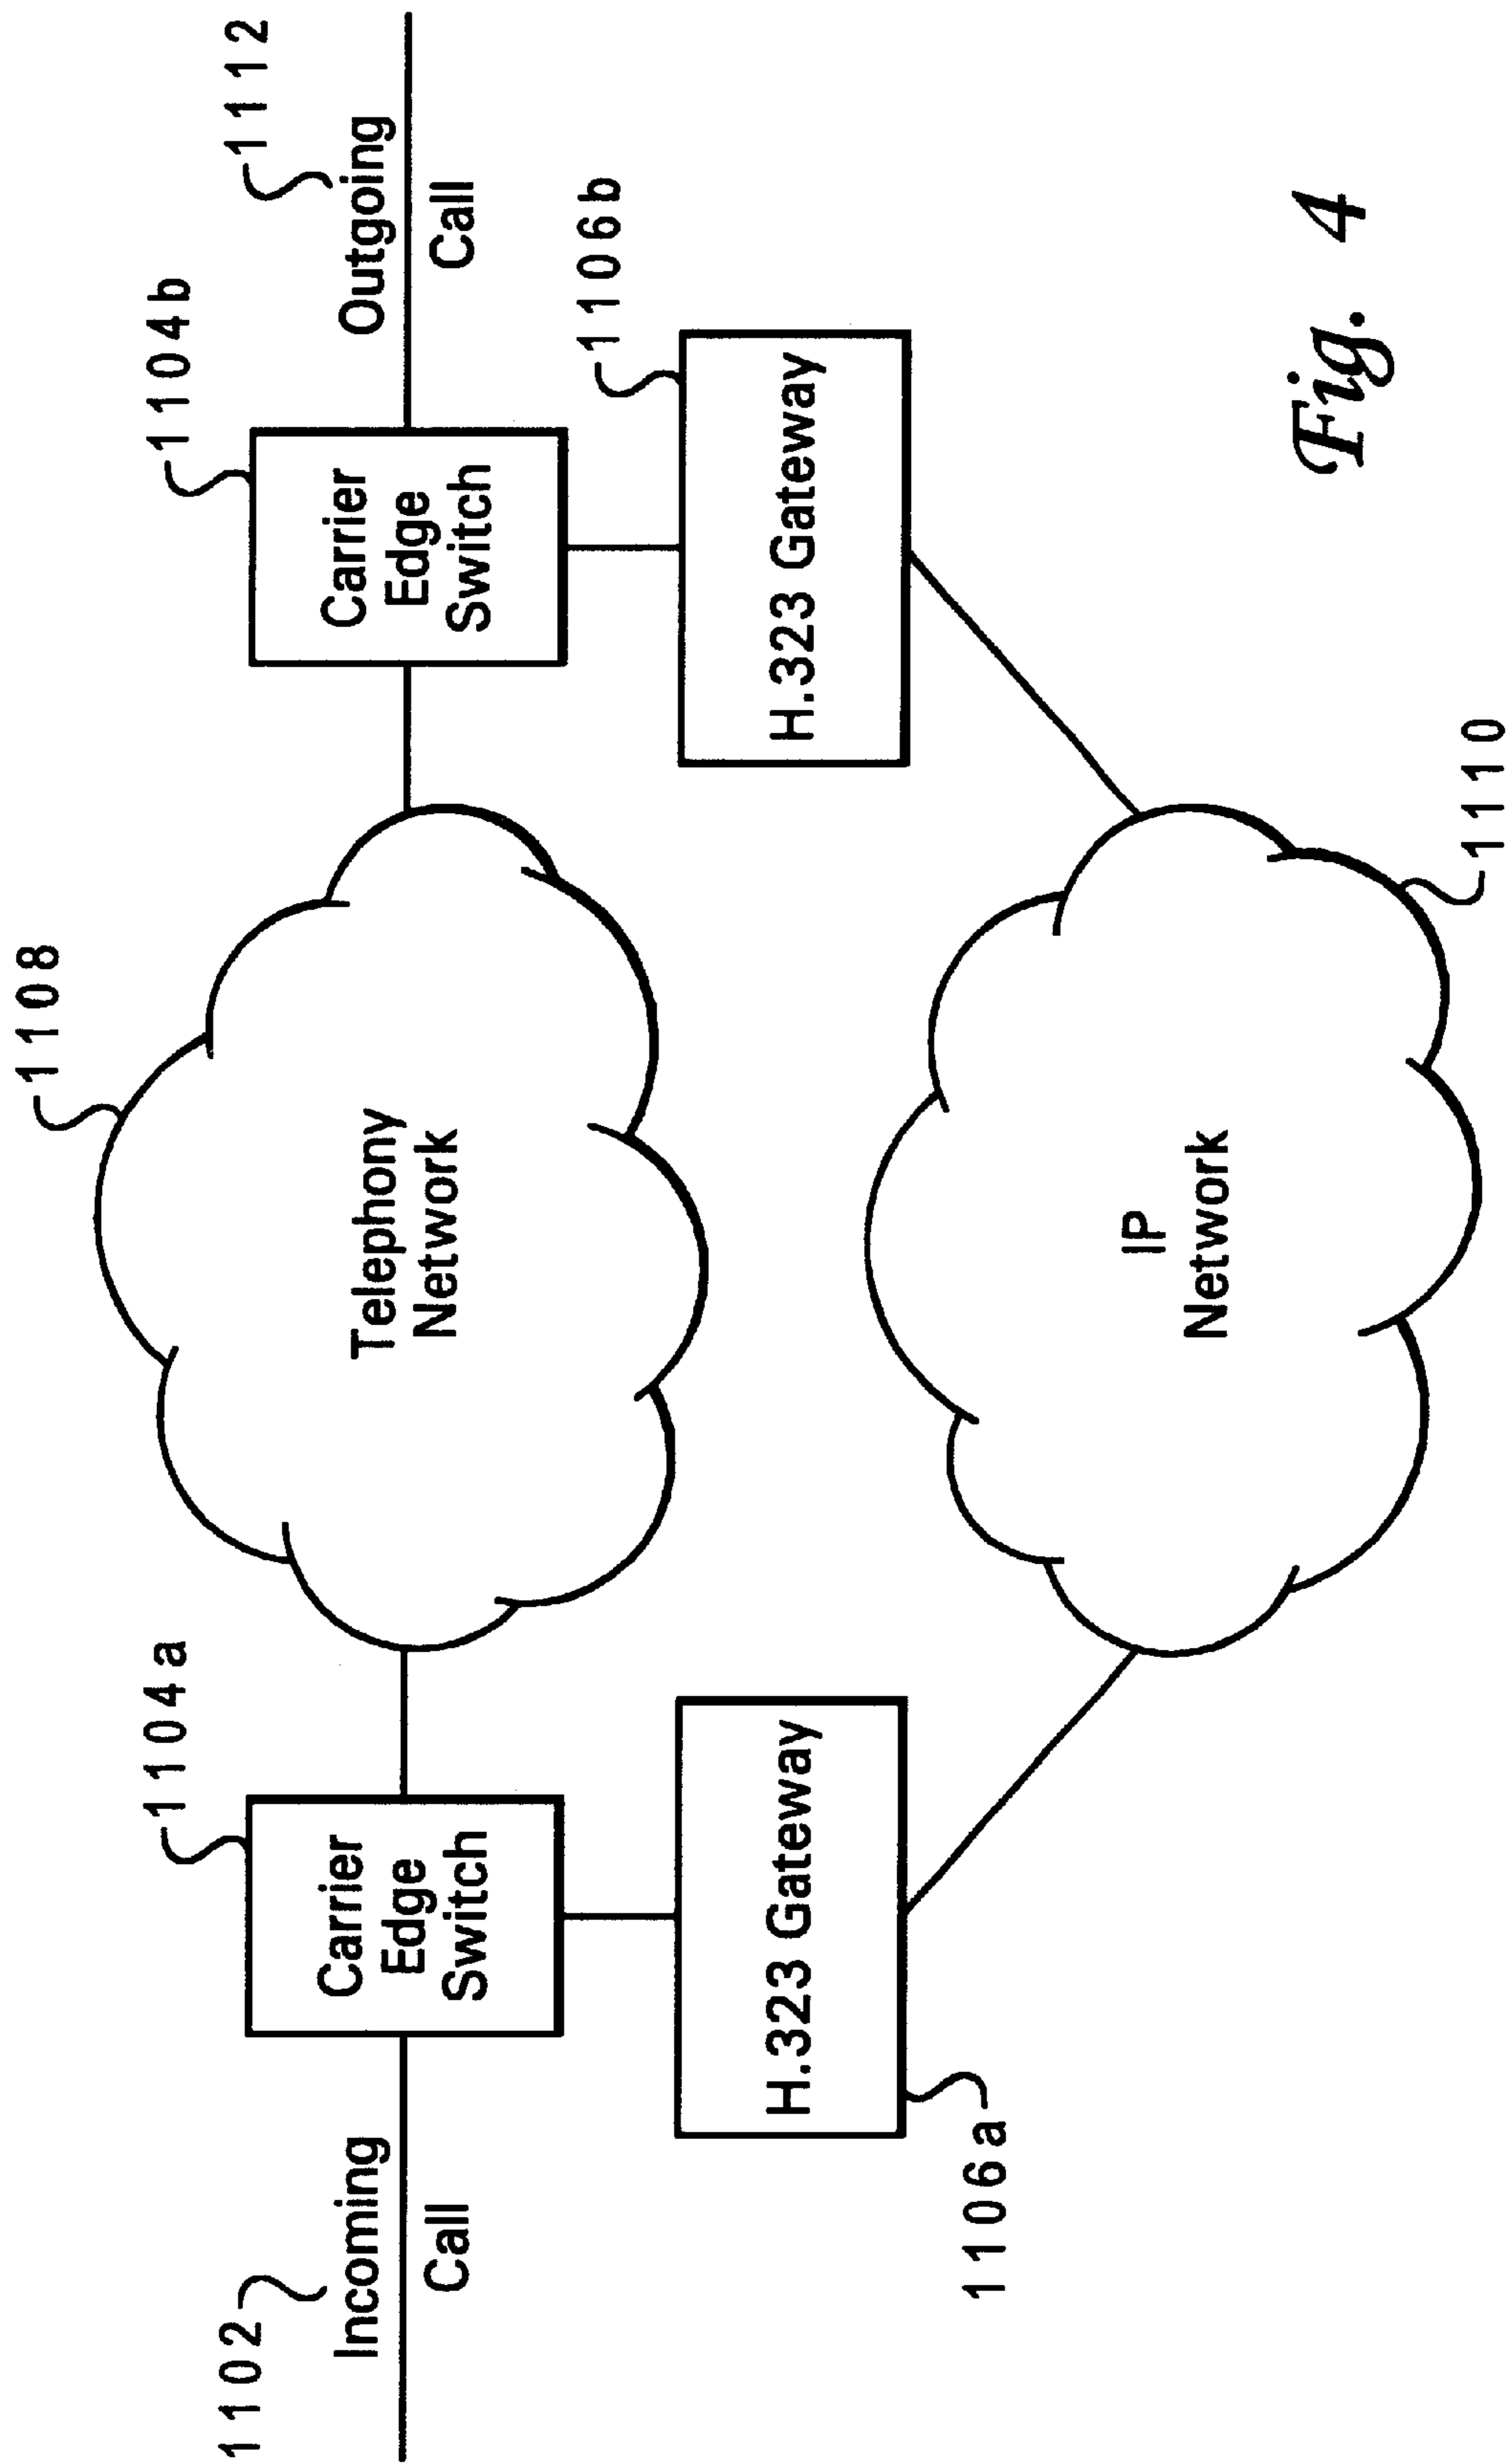 1108
1104a
1104b
1102
1112
Incoming
Call
Outgoing
Call
Carrier
Edge
Switch
Telephony
Network
Carrier
Edge
Switch
1106b
H.323 Gateway
H.323 Gateway
1106a
IP
Network
1110
Fig. 4